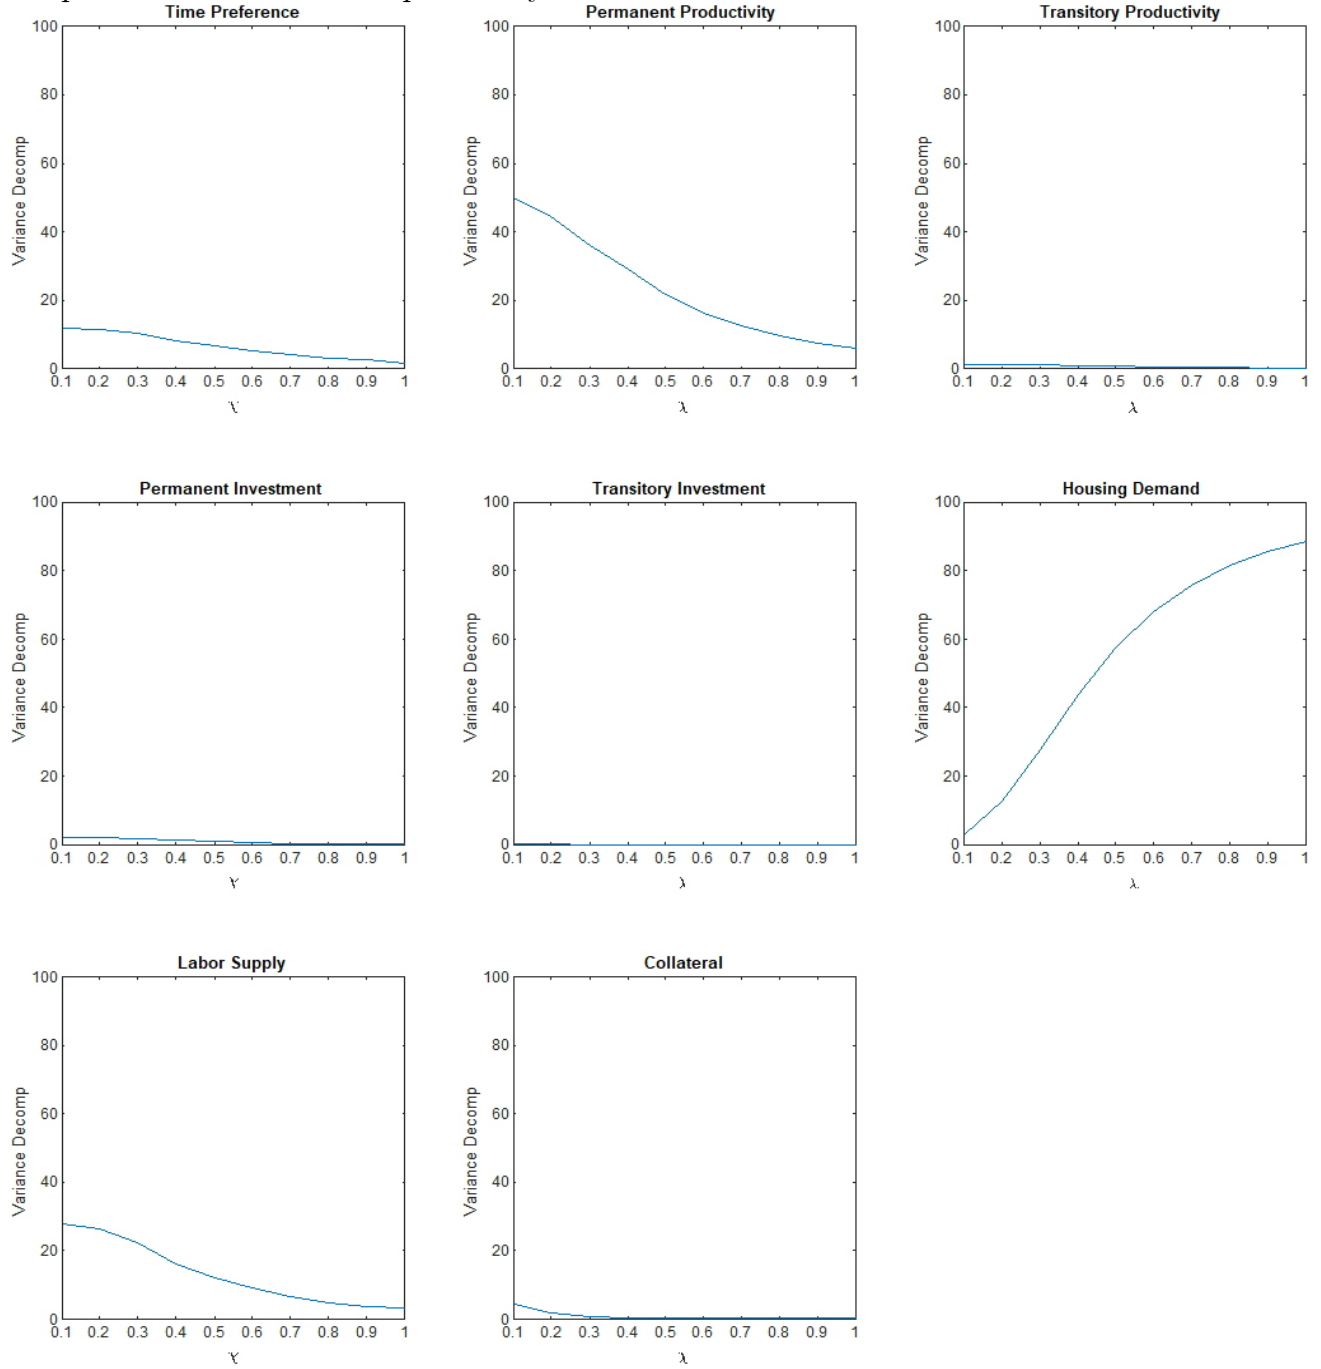 Time Preference
Permanent Productivity
Transitory Productivity
100
80
60
40
20
0
Variance Decomp
0.1 0.2 0.3 0.4 0.5 0.6 0.7 0.8 0.9 1
100
80
60
40
20
0
Variance Decomp
0.1 0.2 0.3 0.4 0.5 0.6 0.7 0.8 0.9 1
λ
100
80
60
40
20
0
Variance Decomp
0.1 0.2 0.3 0.4 0.5 0.6 0.7 0.8 0.9 1
λ
Permanent Investment
Transitory Investment
Housing Demand
100
80
60
40
20
0
Variance Decomp
0.1 0.2 0.3 0.4 0.5 0.6 0.7 0.8 0.9 1
100
80
60
40
20
0
Variance Decomp
0.1 0.2 0.3 0.4 0.5 0.6 0.7 0.8 0.9 1
λ
100
80
60
40
20
0
Variance Decomp
0.1 0.2 0.3 0.4 0.5 0.6 0.7 0.8 0.9 1
λ
Labor Supply
Collateral
100
80
60
40
20
0
Variance Decomp
0.1 0.2 0.3 0.4 0.5 0.6 0.7 0.8 0.9 1
100
80
60
40
20
0
Variance Decomp
0.1 0.2 0.3 0.4 0.5 0.6 0.7 0.8 0.9 1
λ